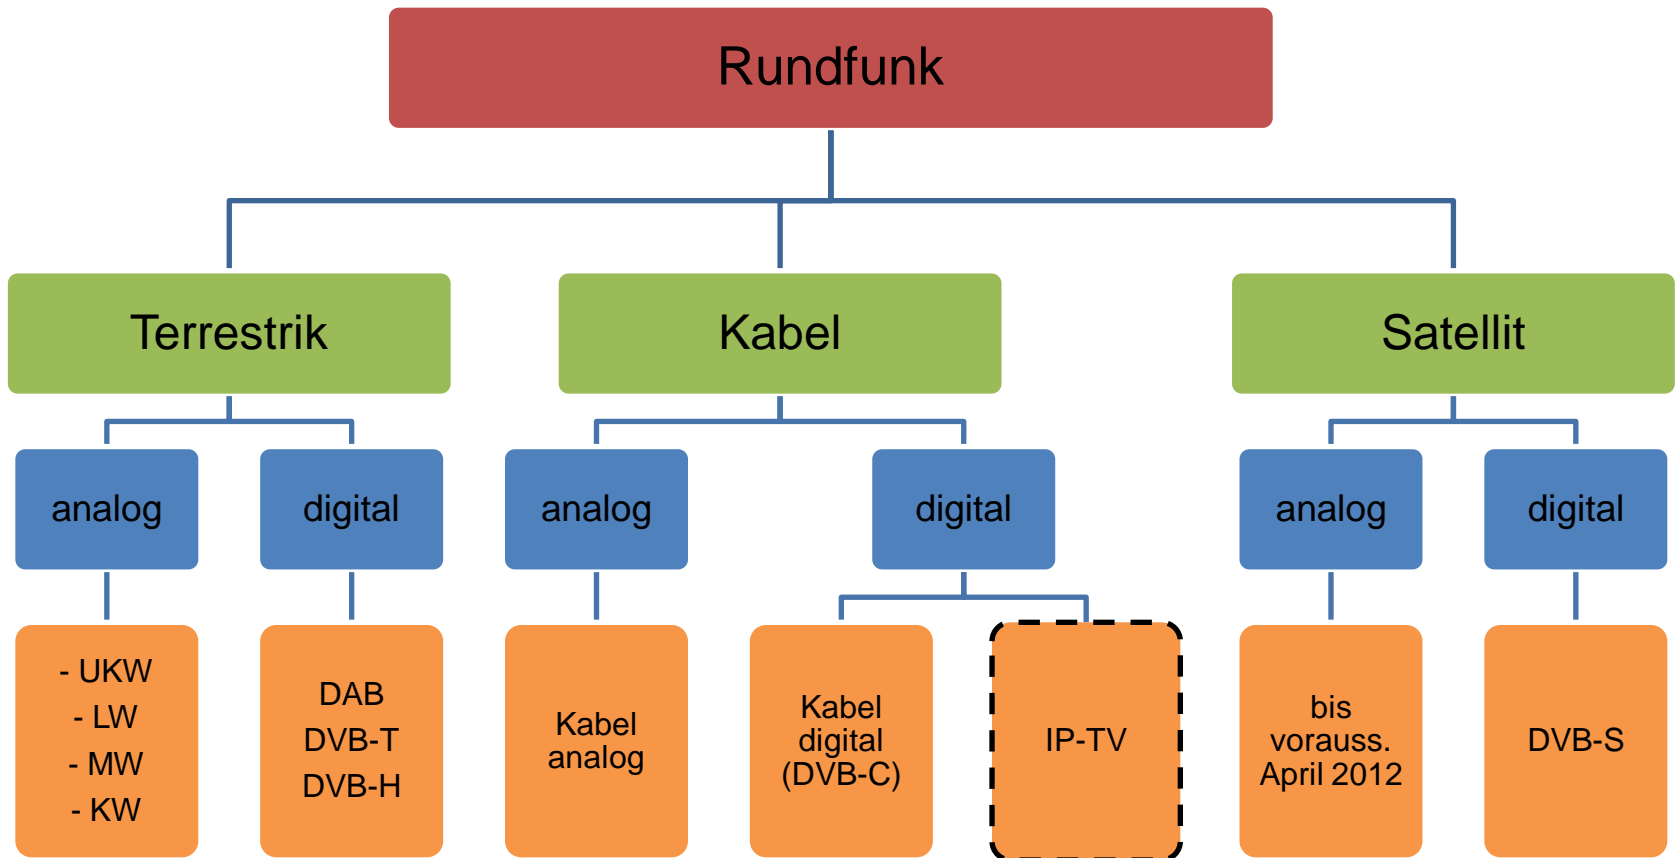 Rundfunk
Terrestrik
Kabel
Satellit
analog
digital
analog
digital
analog
digital
- UKW
- LW
- MW
- KW
DAB
DVB-T
DVB-H
Kabel
analog
Kabel
digital
(DVB-C)
IP-TV
bis
vorauss.
April 2012
DVB-S